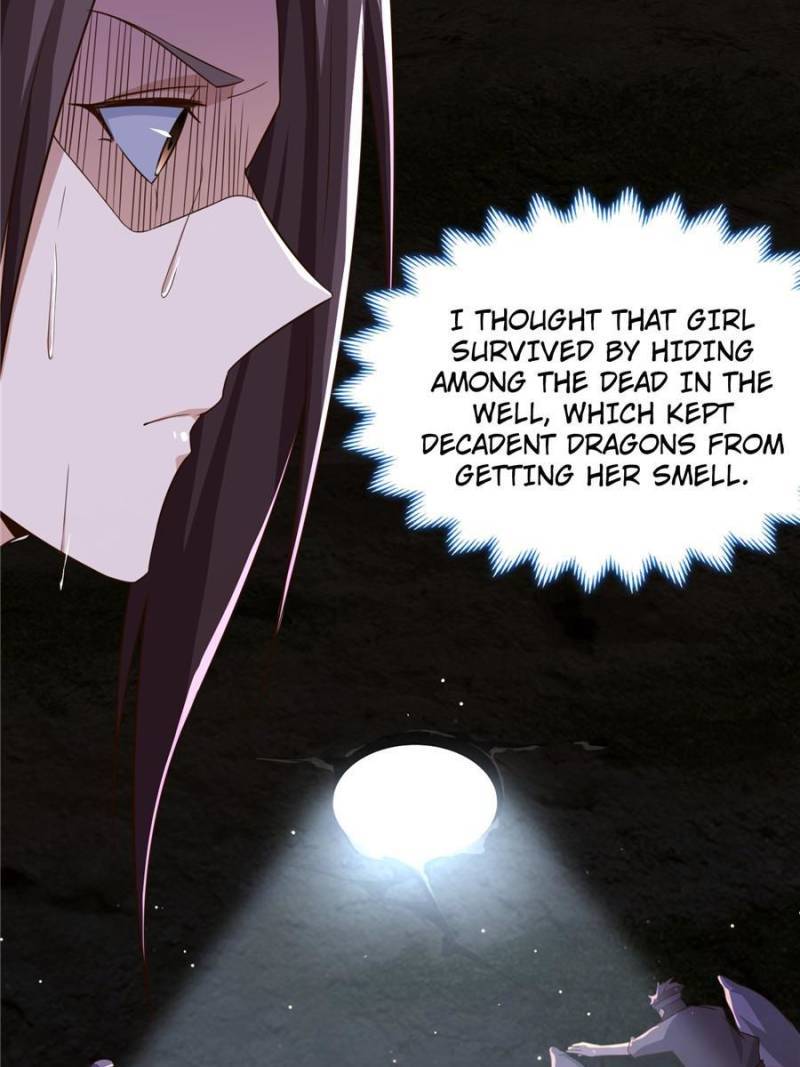 I THOUGHT THAT GIRL
SURVIVED BY HIDING
AMONG THE DEAD IN THE
WELL, WHICH KEPT
DECADENT DRAGONS FROM
GETTING HER SMELL.